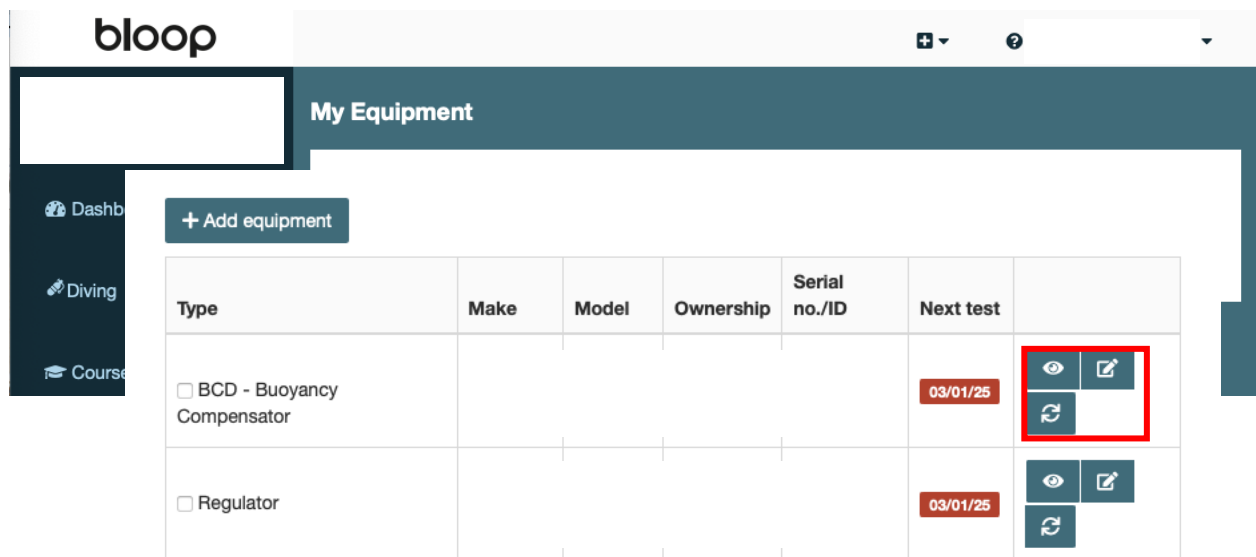 bloop
My Equipment
Dashb
Diving
Course
+ Add equipment
Type Make Model Ownership Serial no./ID Next test
BCD - Buoyancy Compensator 03/01/25
Regulator 03/01/25